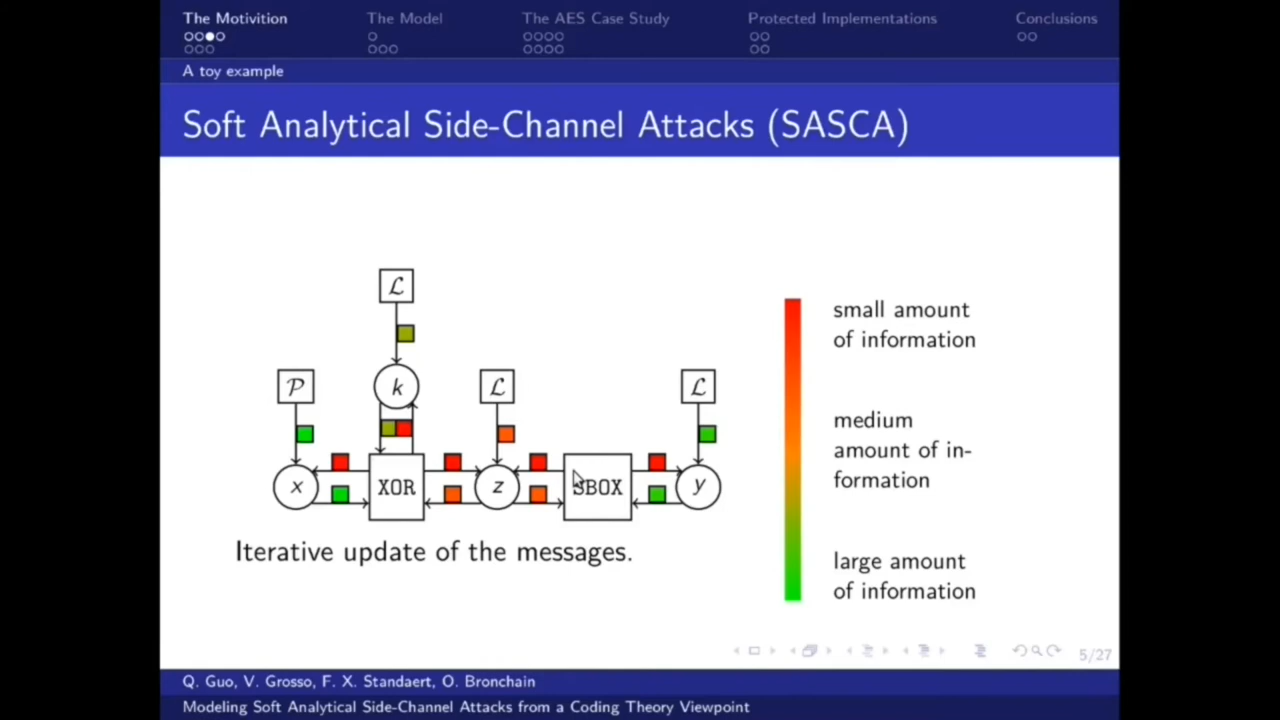 The Motivition The Model The AES Case Study Protected Implementations Conclusions
A toy example
Soft Analytical Side-Channel Attacks (SASCA)
ℒ
k
𝒫 ℒ ℒ
x XOR z SBOX y
Iterative update of the messages.
small amount
of information
medium
amount of in-
formation
large amount
of information
5/27
Q. Guo, V. Grosso, F. X. Standaert, O. Bronchain
Modeling Soft Analytical Side-Channel Attacks from a Coding Theory Viewpoint